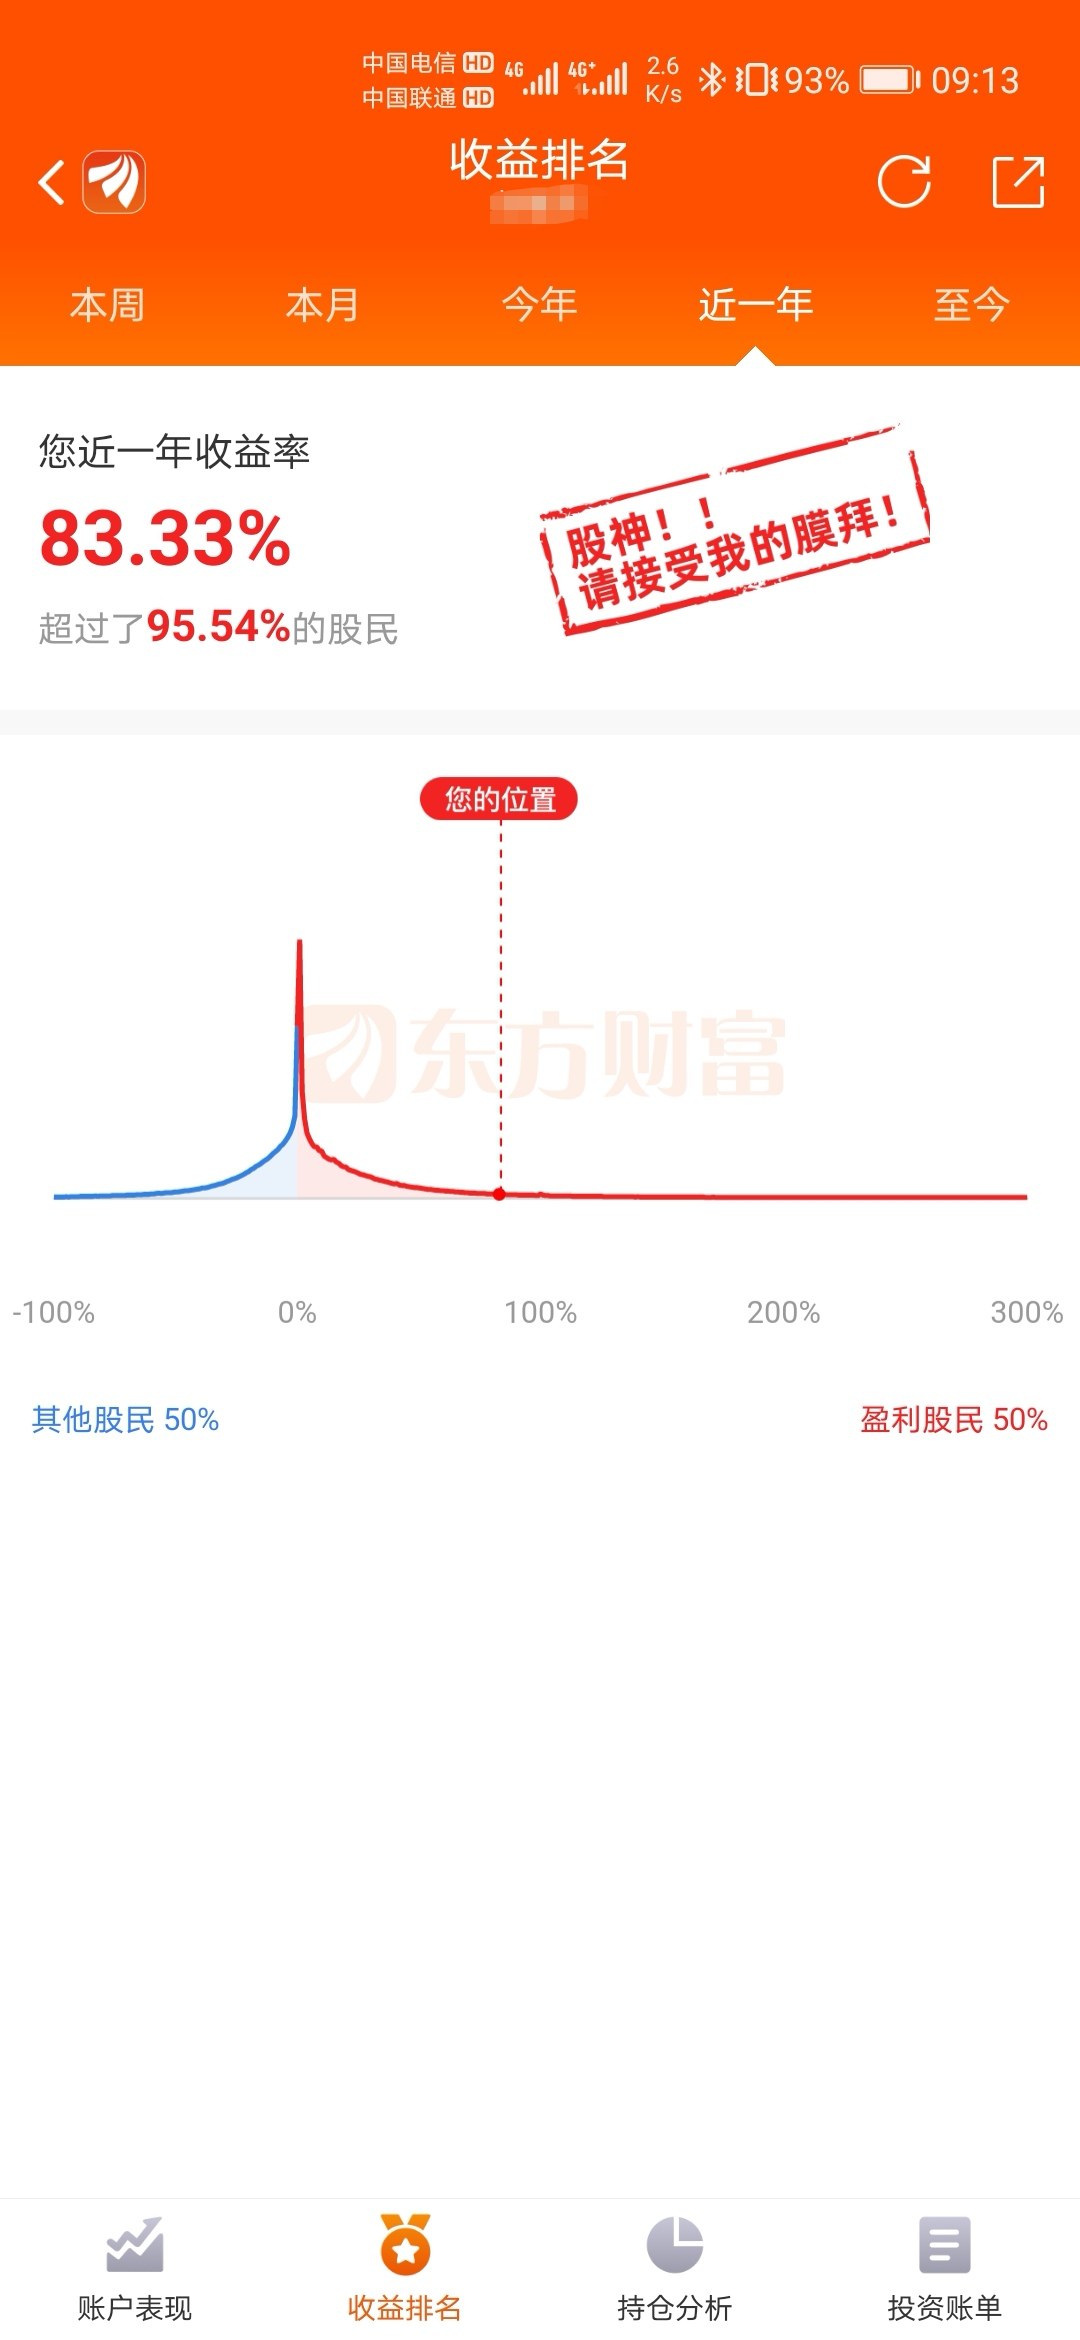 中国电信 HD 4G 4G+ 2.6 93% 09:13
中国联通 HD K/s
收益排名
本周 本月 今年 近一年 至今
您近一年收益率
83.33%
超过了95.54%的股民
股神！！
请接受我的膜拜！
您的位置
东方财富
-100% 0% 100% 200% 300%
其他股民 50% 盈利股民 50%
账户表现 收益排名 持仓分析 投资账单